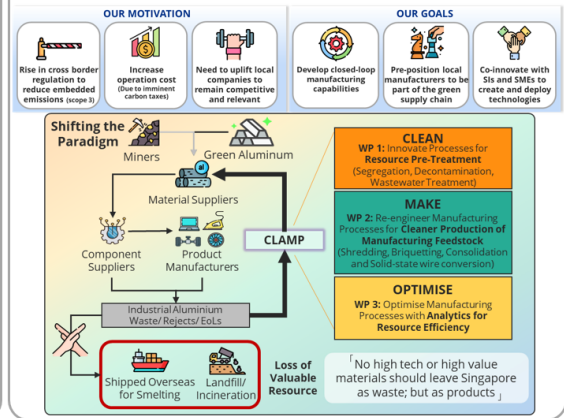 OUR MOTIVATION
Rise in cross border
regulation to
reduce embedded
emissions (scope 3)
Increase
operation cost
(Due to imminent
carbon taxes)
Need to uplift local
companies to
remain competitive
and relevant
OUR GOALS
Develop closed-loop
manufacturing
capabilities
Pre-position local
manufacturers to be
part of the green
supply chain
Co-innovate with
SIs and SMEs to
create and deploy
technologies
Shifting the
Paradigm
Miners
Green Aluminum
al
Material Suppliers
Component
Suppliers
Product
Manufacturers
CLAMP
Industrial Aluminium
Waste/ Rejects/ EoLs
Shipped Overseas
for Smelting
Landfill/
Incineration
Loss of
Valuable
Resource
CLEAN
WP 1: Innovate Processes for
Resource Pre-Treatment
(Segregation, Decontamination,
Wastewater Treatment)
MAKE
WP 2: Re-engineer Manufacturing
Processes for Cleaner Production of
Manufacturing Feedstock
(Shredding, Briquetting, Consolidation
and Solid-state wire conversion)
OPTIMISE
WP 3: Optimise Manufacturing
Processes with Analytics for
Resource Efficiency
「No high tech or high value
materials should leave Singapore
as waste; but as products」